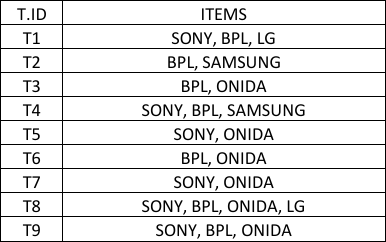 T.ID ITEMS
T1 SONY, BPL, LG
T2 BPL, SAMSUNG
T3 BPL, ONIDA
T4 SONY, BPL, SAMSUNG
T5 SONY, ONIDA
T6 BPL, ONIDA
T7 SONY, ONIDA
T8 SONY, BPL, ONIDA, LG
T9 SONY, BPL, ONIDA